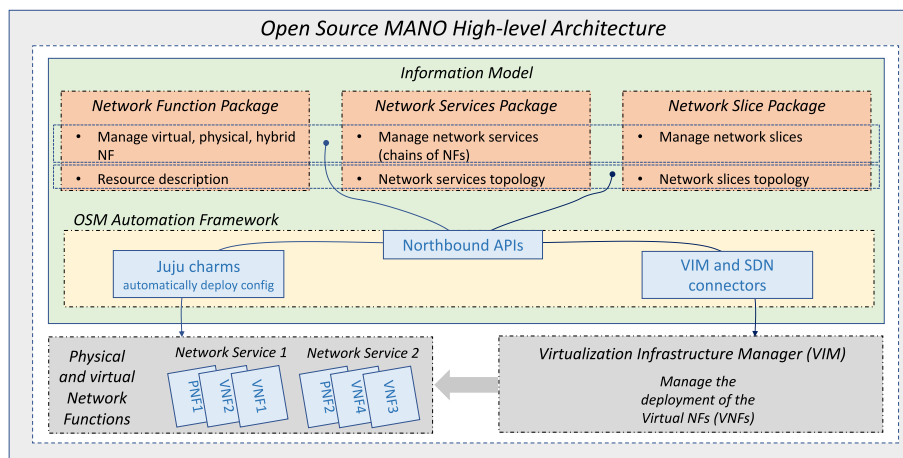 Open Source MANO High-level Architecture
Information Model
Network Function Package
• Manage virtual, physical, hybrid
NF
• Resource description
Network Services Package
• Manage network services
(chains of NFs)
• Network services topology
Network Slice Package
• Manage network slices
• Network slices topology
OSM Automation Framework
Northbound APIs
Juju charms
automatically deploy config
VIM and SDN
connectors
Physical
and virtual
Network
Functions
Network Service 1
PNF1
VNF2
VNF1
Network Service 2
PNF2
VNF4
VNF3
Virtualization Infrastructure Manager (VIM)
Manage the
deployment of the
Virtual NFs (VNFs)